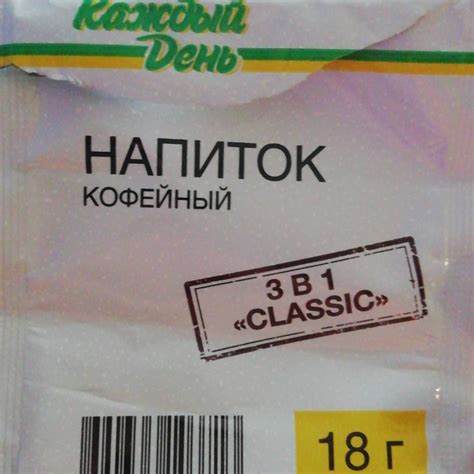 Каждый
День
НАПИТОК
КОФЕЙНЫЙ
3 В 1
«CLASSIC»
18 г